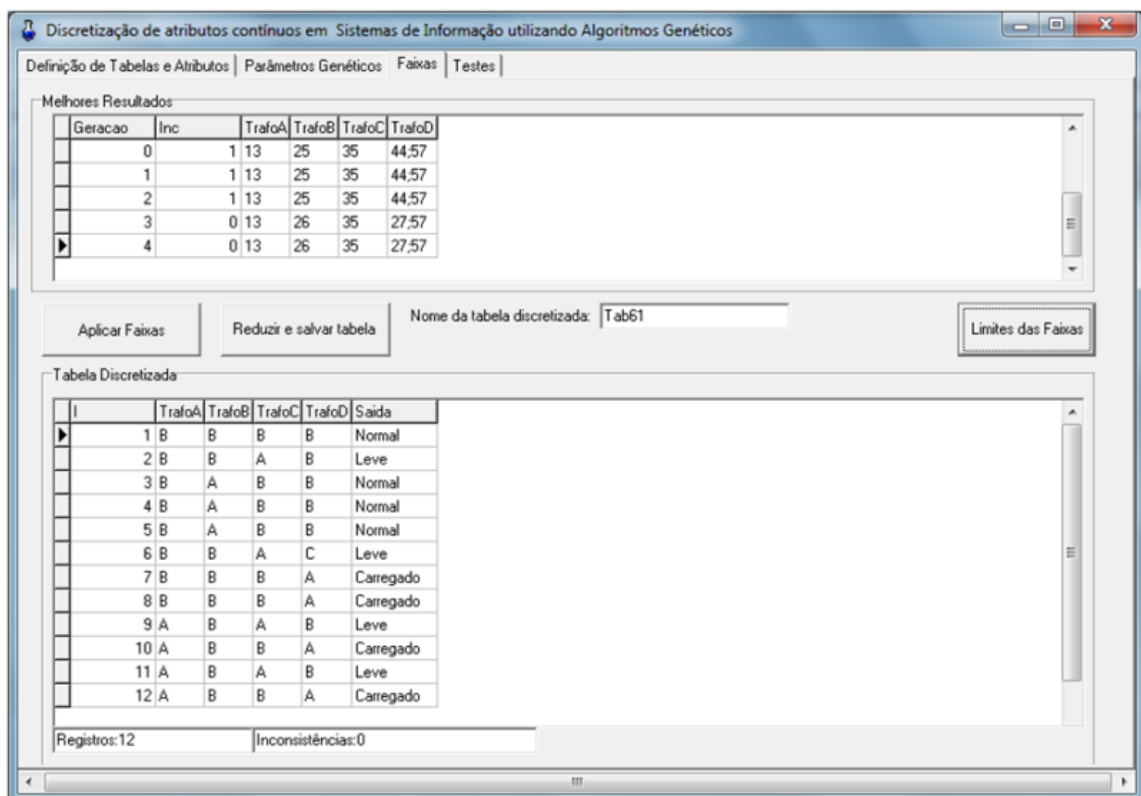 Discretização de atributos contínuos em Sistemas de Informação utilizando Algoritmos Genéticos
Definição de Tabelas e Atributos Parâmetros Genéticos Faixas Testes
Melhores Resultados
Geracao Inc TrafoA TrafoB TrafoC TrafoD
0 1 13 25 35 44;57
1 1 13 25 35 44;57
2 1 13 25 35 44;57
3 0 13 26 35 27;57
4 0 13 26 35 27;57
Aplicar Faixas Reduzir e salvar tabela Nome da tabela discretizada: Tab61 Limites das Faixas
Tabela Discretizada
I TrafoA TrafoB TrafoC TrafoD Saida
1 B B B B Normal
2 B B A B Leve
3 B A B B Normal
4 B A B B Normal
5 B A B B Normal
6 B B A C Leve
7 B B B A Carregado
8 B B B A Carregado
9 A B A B Leve
10 A B B A Carregado
11 A B A B Leve
12 A B B A Carregado
Registros:12 Inconsistências:0